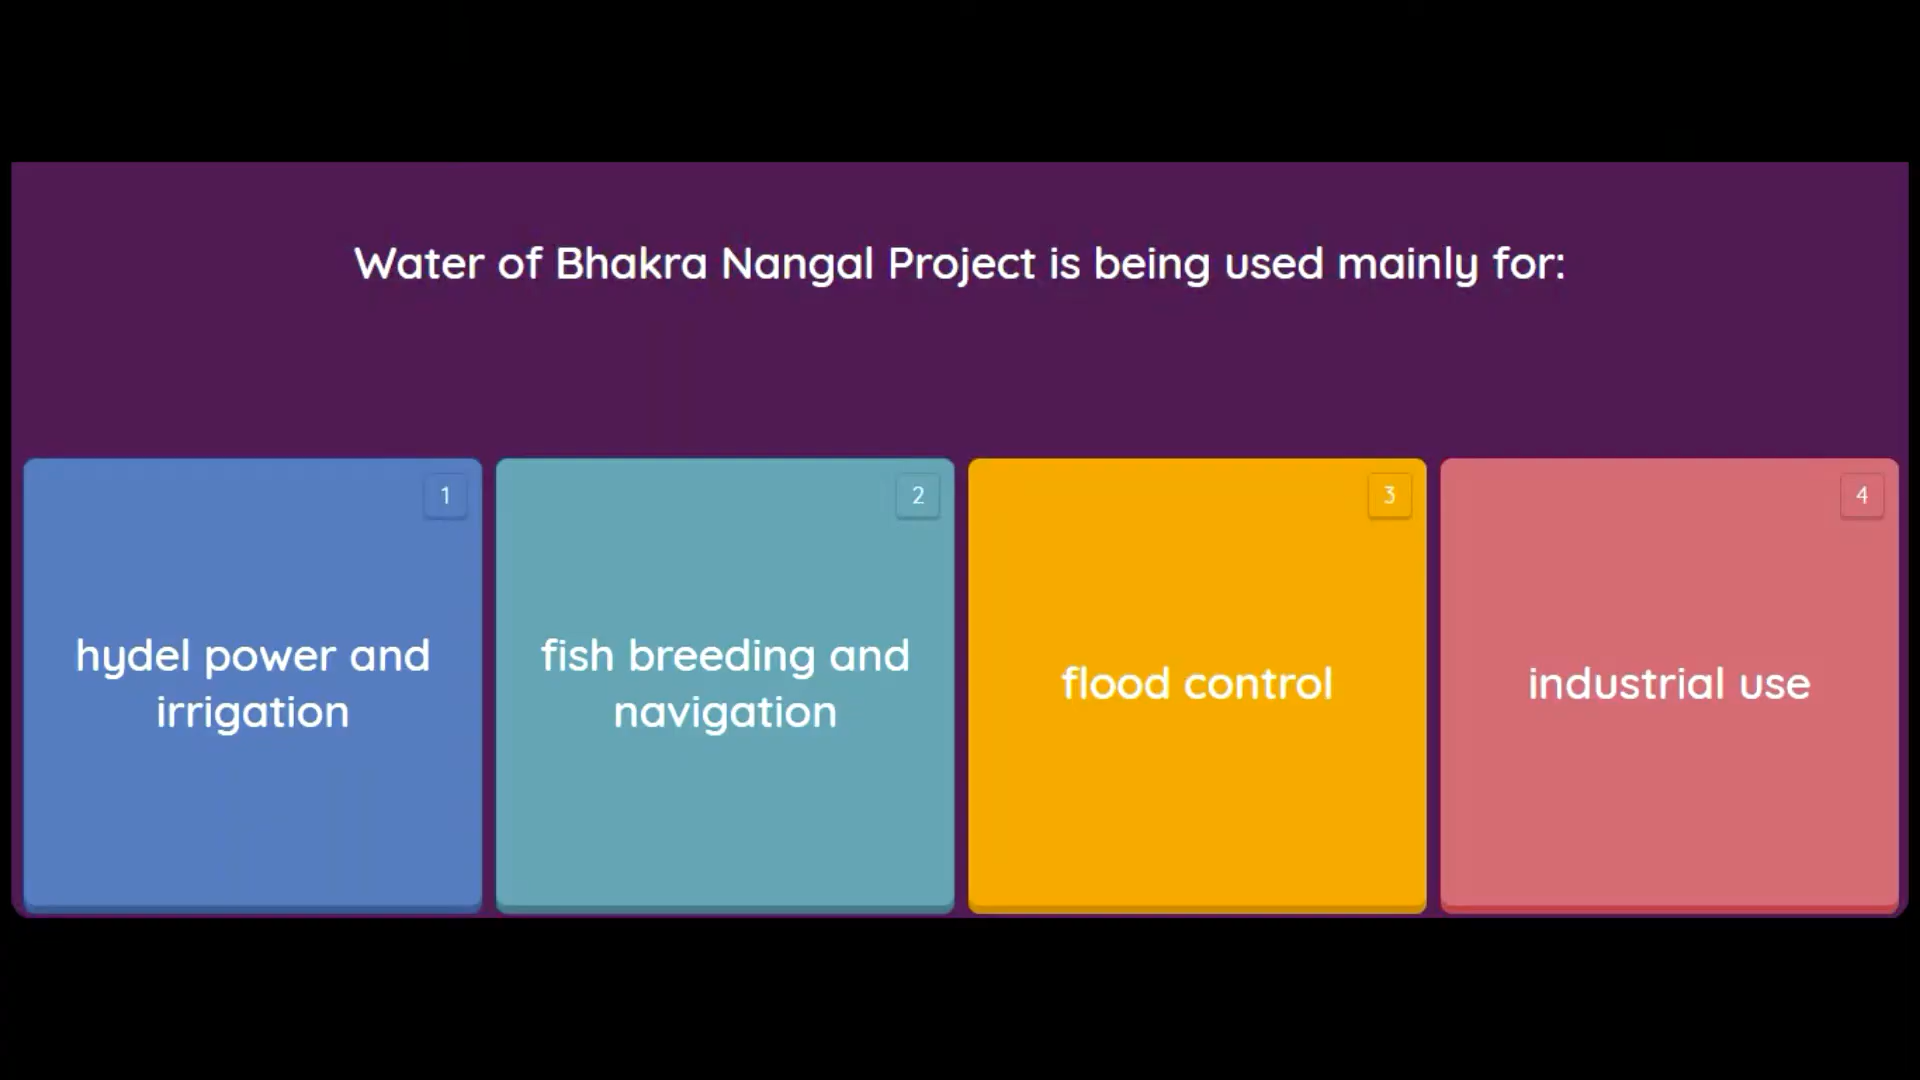 Water of Bhakra Nangal Project is being used mainly for:
1
2
3
4
hydel power and
irrigation
fish breeding and
navigation
flood control
industrial use